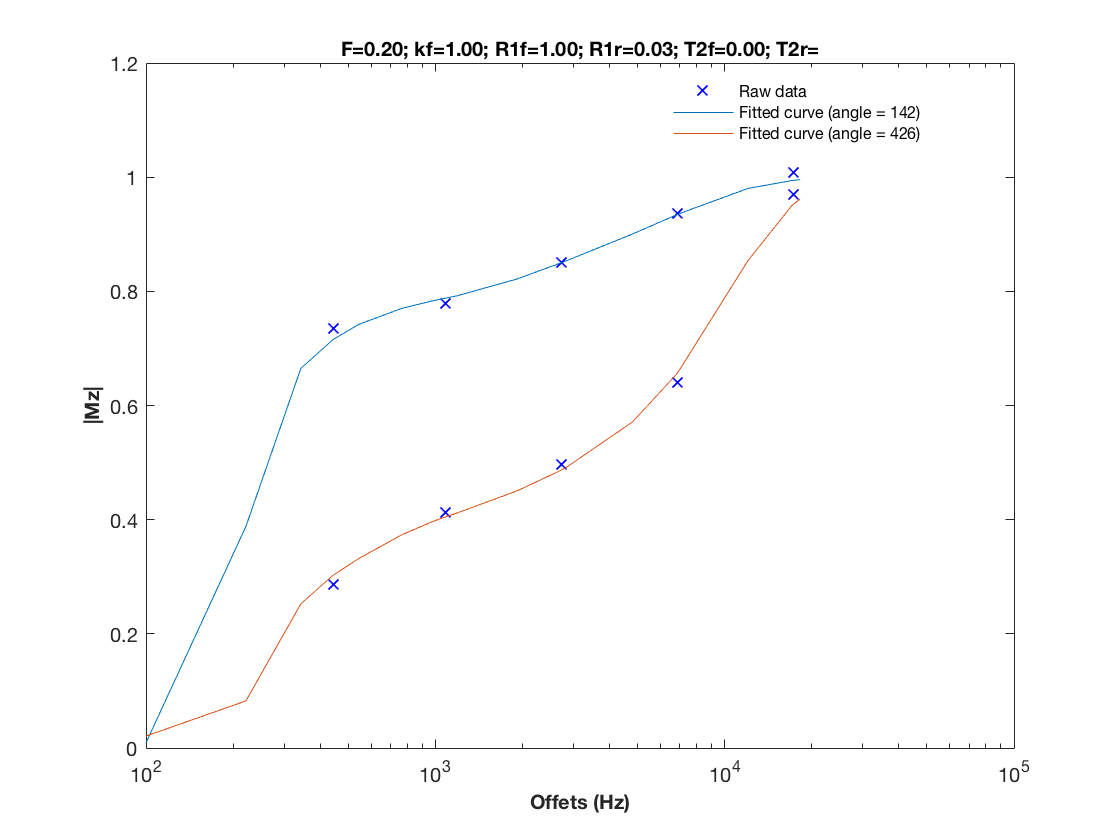 F=0.20; kf=1.00; R1f=1.00; R1r=0.03; T2f=0.00; T2r=
1.2
Raw data
Fitted curve (angle = 142)
Fitted curve (angle = 426)
1
0.8
0.6
|Mz|
0.4
0.2
0
10^2 10^3 10^4 10^5
Offets (Hz)